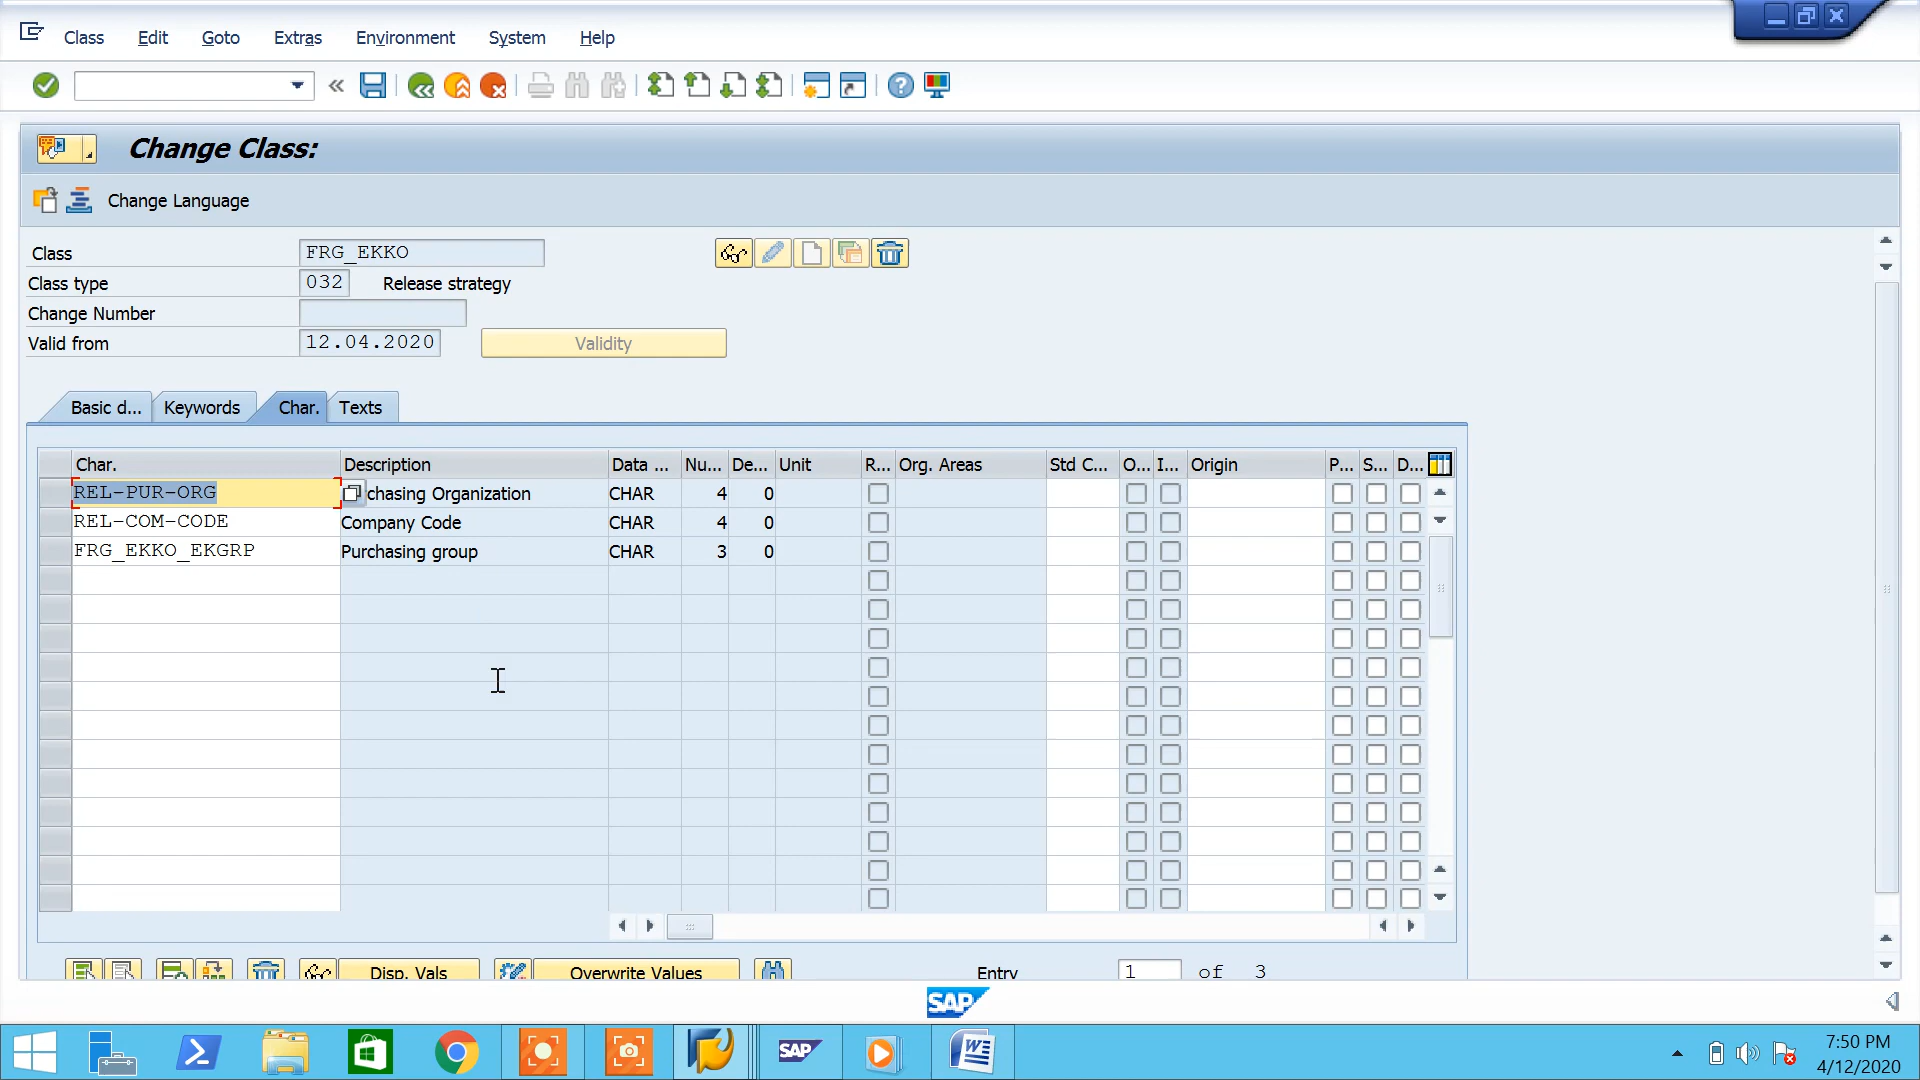 Class Edit Goto Extras Environment System Help
Change Class:
Change Language
Class FRG_EKKO
Class type 032 Release strategy
Change Number
Valid from 12.04.2020 Validity
Basic d... Keywords Char. Texts
Char. Description Data ... Nu... De... Unit R... Org. Areas Std C... O... I... Origin P... S... D...
REL-PUR-ORG chasing Organization CHAR 4 0
REL-COM-CODE Company Code CHAR 4 0
FRG_EKKO_EKGRP Purchasing group CHAR 3 0
Disp. Vals Overwrite Values Entry 1 of 3
SAP
SAP
7:50 PM
4/12/2020